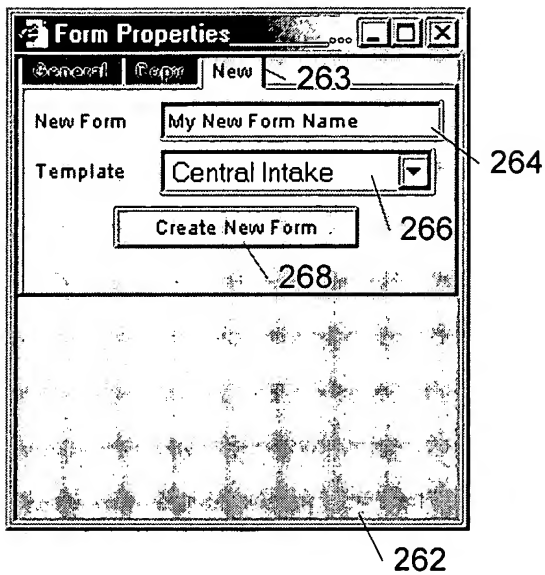 Form Properties
General Copy New 263
New Form My New Form Name
264
Template Central Intake
266
Create New Form
268
262